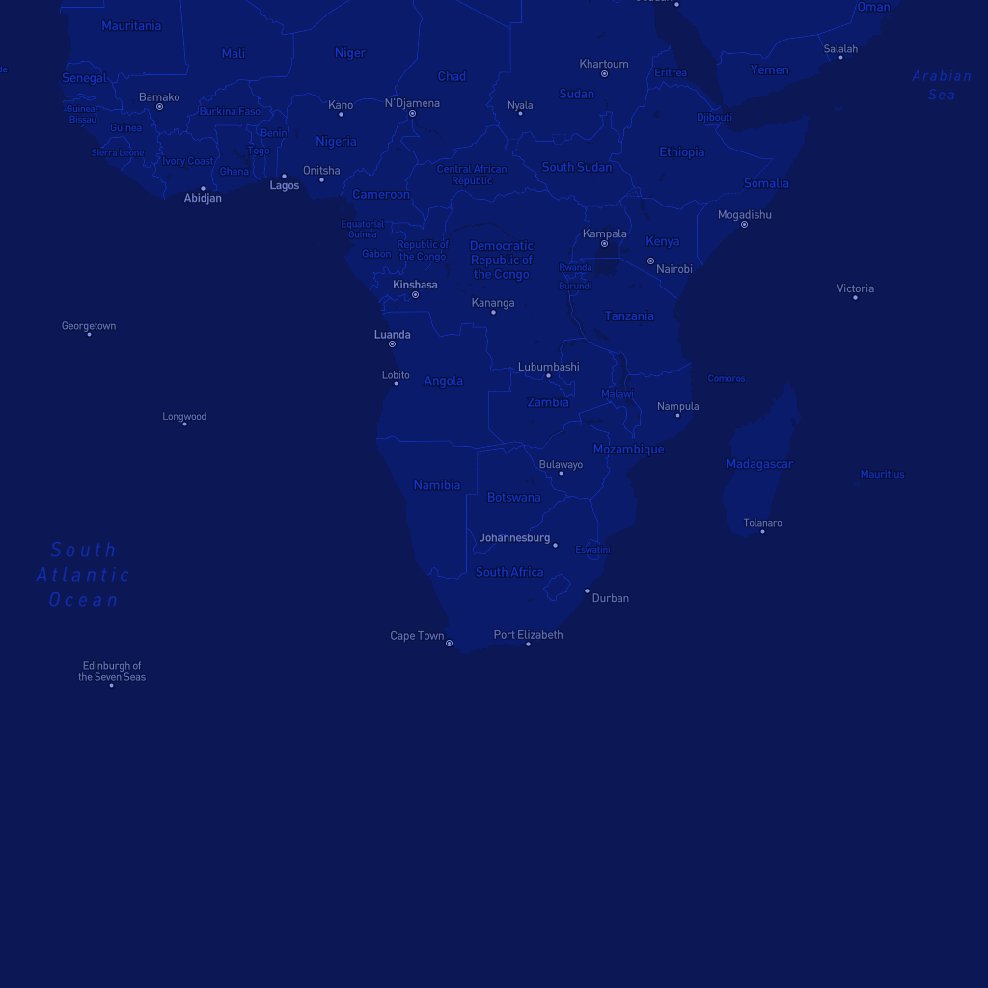 Oman
Mauritania
Mali
Niger
Salalah
Khartoum
Yemen
Eritrea
Arabian
Sea
Senegal
Chad
Sudan
Bamako
Kano
N'Djamena
Nyala
Guinea-
Bissau
Burkina Faso
Djibouti
Guinea
Benin
Nigeria
Sierra Leone
Togo
Ethiopia
Ivory Coast
Ghana
Onitsha
Central African
Republic
South Sudan
Lagos
Somalia
Abidjan
Cameroon
Mogadishu
Equatorial
Guinea
Kampala
Kenya
Republic of
the Congo
Democratic
Republic of
the Congo
Gabon
Rwanda
Nairobi
Kinshasa
Burundi
Victoria
Kananga
Tanzania
Georgetown
Luanda
Lubumbashi
Lobito
Angola
Comoros
Malawi
Zambia
Nampula
Longwood
Mozambique
Bulawayo
Madagascar
Mauritius
Namibia
Botswana
Tolanaro
Johannesburg
Eswatini
South
Atlantic
Ocean
South Africa
Durban
Cape Town
Port Elizabeth
Edinburgh of
the Seven Seas